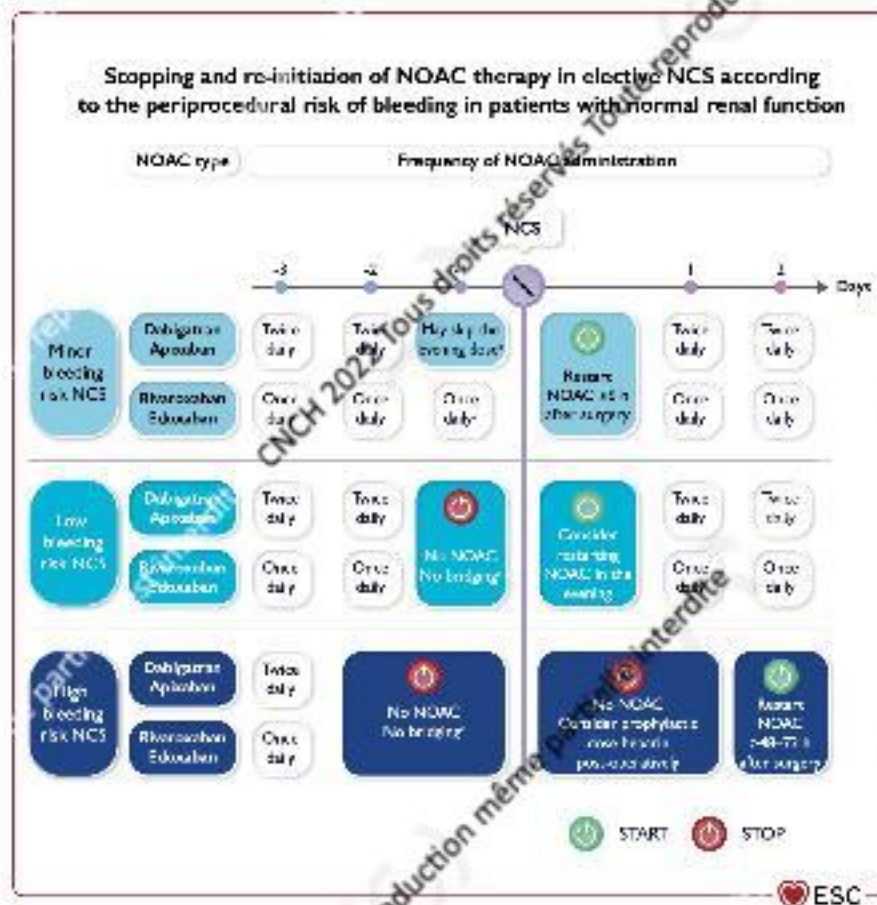 Stopping and re-initiation of NOAC therapy in elective NCS according
to the periprocedural risk of bleeding in patients with normal renal function
NOAC type
Frequency of NOAC administration
NCS
-3
-2
1
2
Days
Minor
bleeding
risk NCS
Dabigatran
Apixaban
Twice
daily
Twice
daily
May skip the
evening dose
Restart
NOAC ≥6 h
after surgery
Twice
daily
Twice
daily
Rivaroxaban
Edoxaban
Once
daily
Once
daily
Once
daily
Once
daily
Once
daily
Low
bleeding
risk NCS
Dabigatran
Apixaban
Twice
daily
Twice
daily
No NOAC
No bridging
Consider
restarting
NOAC in the
evening
Twice
daily
Twice
daily
Rivaroxaban
Edoxaban
Once
daily
Once
daily
Once
daily
Once
daily
High
bleeding
risk NCS
Dabigatran
Apixaban
Twice
daily
No NOAC
No bridging
No NOAC
Consider prophylactic
dose heparin
post-operatively
Restart
NOAC
>48–72 h
after surgery
Rivaroxaban
Edoxaban
Once
daily
START
STOP
ESC
CNCH 2022 Tous droits réservés Toute reprodu
oduction même partielle interdite